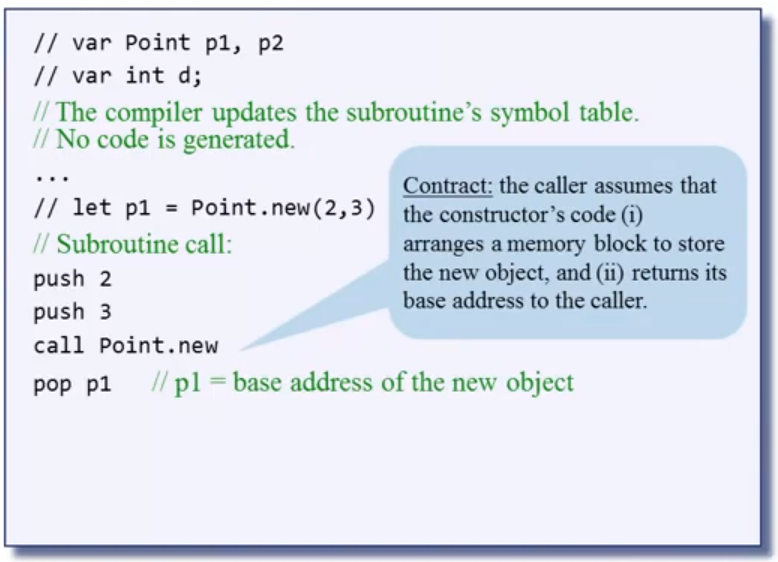 // var Point p1, p2
// var int d;
// The compiler updates the subroutine's symbol table.
// No code is generated.
...
// let p1 = Point.new(2,3)
// Subroutine call:
push 2
push 3
call Point.new
pop p1 // p1 = base address of the new object
Contract: the caller assumes that
the constructor's code (i)
arranges a memory block to store
the new object, and (ii) returns its
base address to the caller.